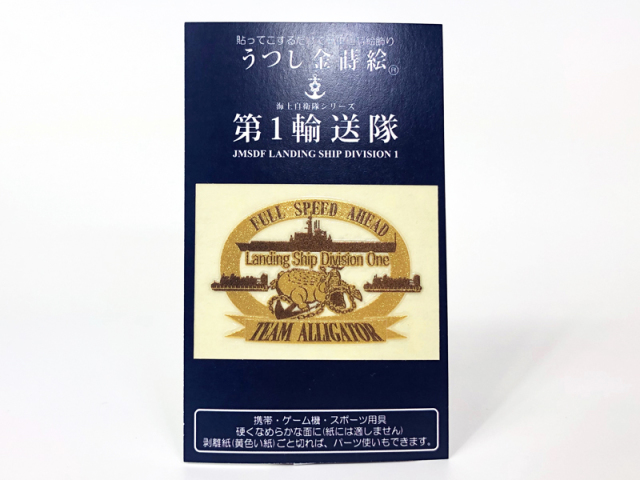 貼ってこするだけで
絵飾り
うつし金蒔絵
海上自衛隊シリーズ
第1輸送隊
JMSDF LANDING SHIP DIVISION 1
FULL SPEED AHEAD
Landing Ship Division One
TEAM ALLIGATOR
携帯・ゲーム機・スポーツ用具
硬くなめらかな面に(紙には適しません)
剥離紙(黄色い紙)ごと切れば、パーツ使いもできます。